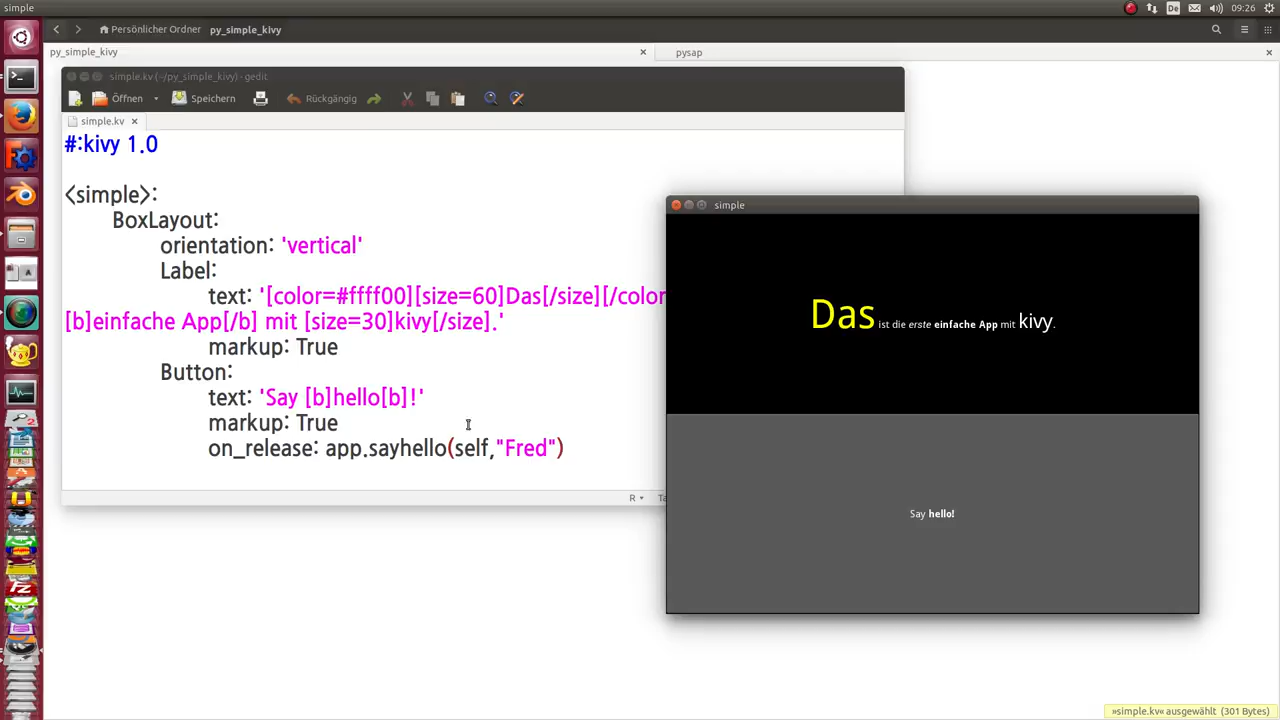 simple
De
09:26
Persönlicher Ordner
py_simple_kivy
py_simple_kivy
pysap
simple.kv (~/py_simple_kivy) - gedit
Öffnen
Speichern
Rückgängig
simple.kv
#:kivy 1.0
<simple>:
BoxLayout:
orientation: 'vertical'
Label:
text: '[color=#ffff00][size=60]Das[/size][/color
[b]einfache App[/b] mit [size=30]kivy[/size].'
markup: True
Button:
text: 'Say [b]hello[b]!'
markup: True
on_release: app.sayhello(self,"Fred")
R
Ta
simple
Das ist die erste einfache App mit kivy.
Say hello!
»simple.kv« ausgewählt (301 Bytes)